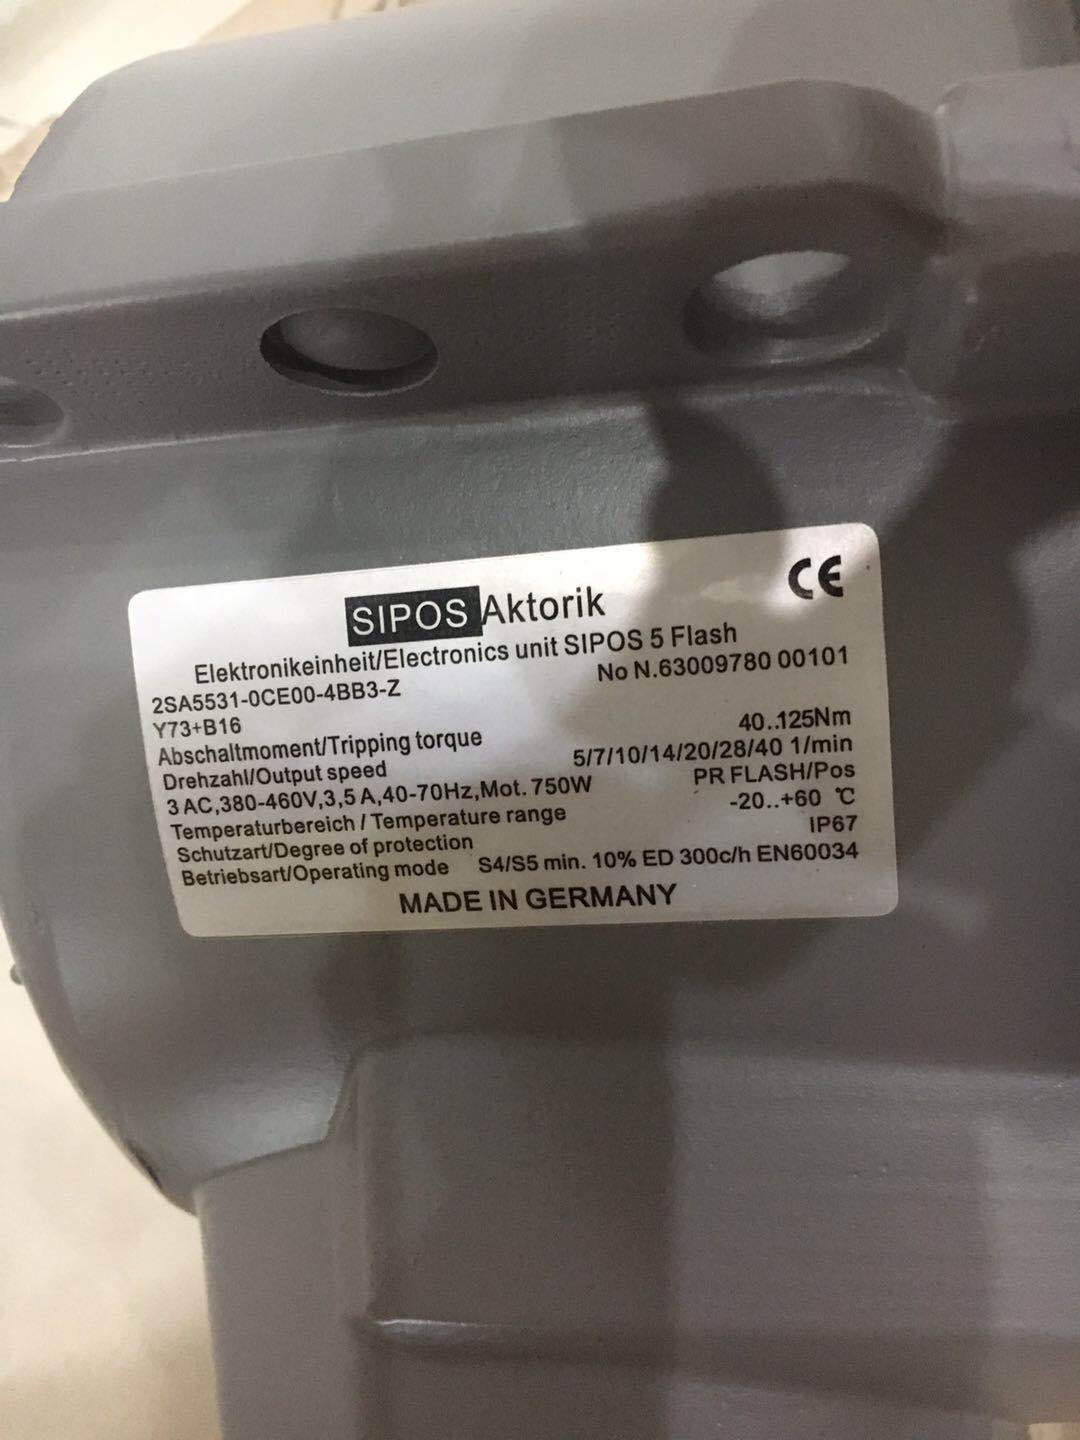 CE
SIPOS Aktorik
Elektronikeinheit/Electronics unit SIPOS 5 Flash
2SA5531-0CE00-4BB3-Z No N.63009780 00101
Y73+B16
Abschaltmoment/Tripping torque 40..125Nm
Drehzahl/Output speed 5/7/10/14/20/28/40 1/min
3 AC,380-460V,3,5 A,40-70Hz,Mot. 750W PR FLASH/Pos
Temperaturbereich / Temperature range -20..+60 ℃
Schutzart/Degree of protection IP67
Betriebsart/Operating mode S4/S5 min. 10% ED 300c/h EN60034
MADE IN GERMANY